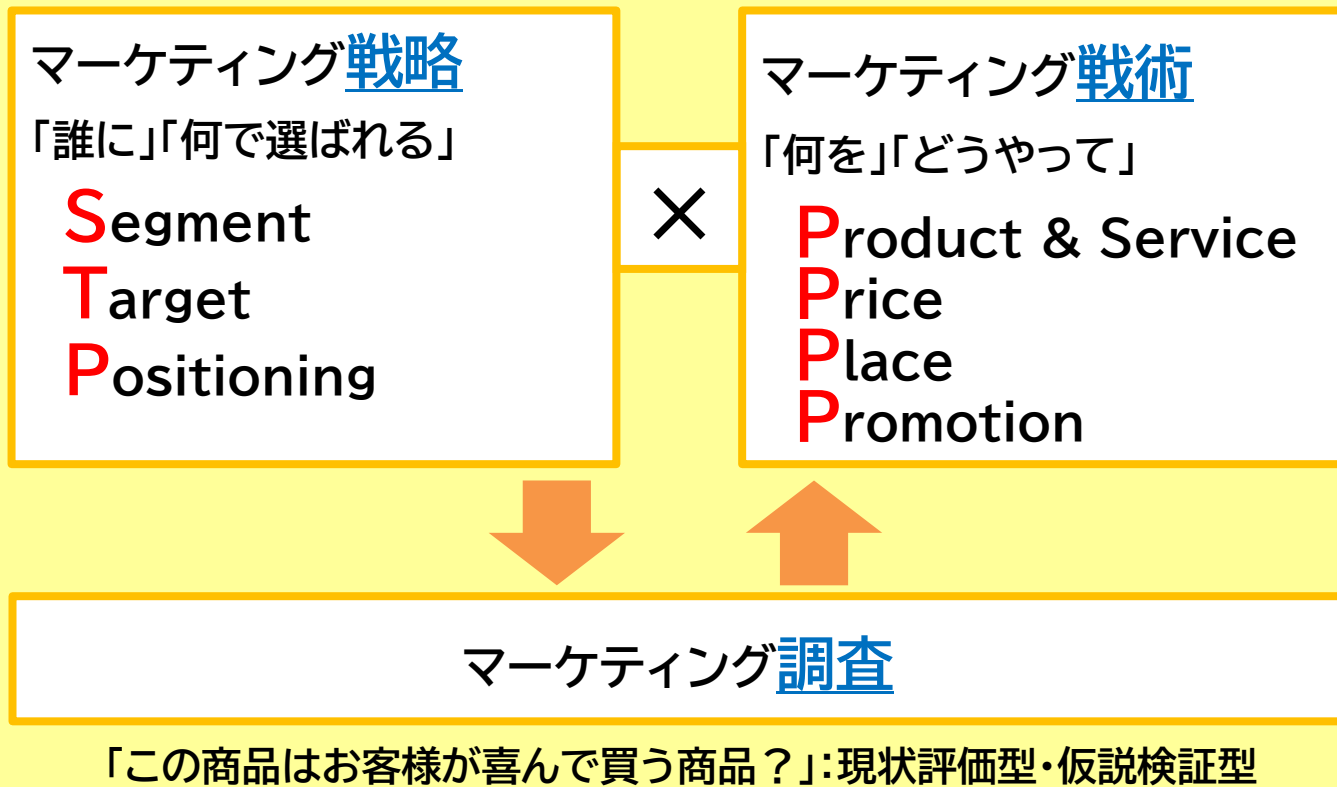 マーケティング戦略
「誰に」「何で選ばれる」
Segment
Target
Positioning
×
マーケティング戦術
「何を」「どうやって」
Product & Service
Price
Place
Promotion
マーケティング調査
「この商品はお客様が喜んで買う商品？」：現状評価型・仮説検証型